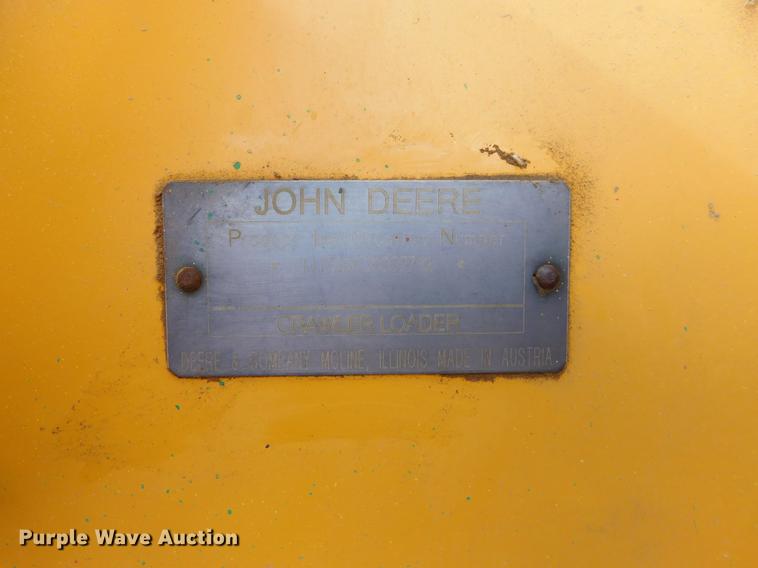 JOHN DEERE
Product Identification Number
CRAWLER LOADER
DEERE & COMPANY MOLINE, ILLINOIS MADE IN AUSTRIA
Purple Wave Auction